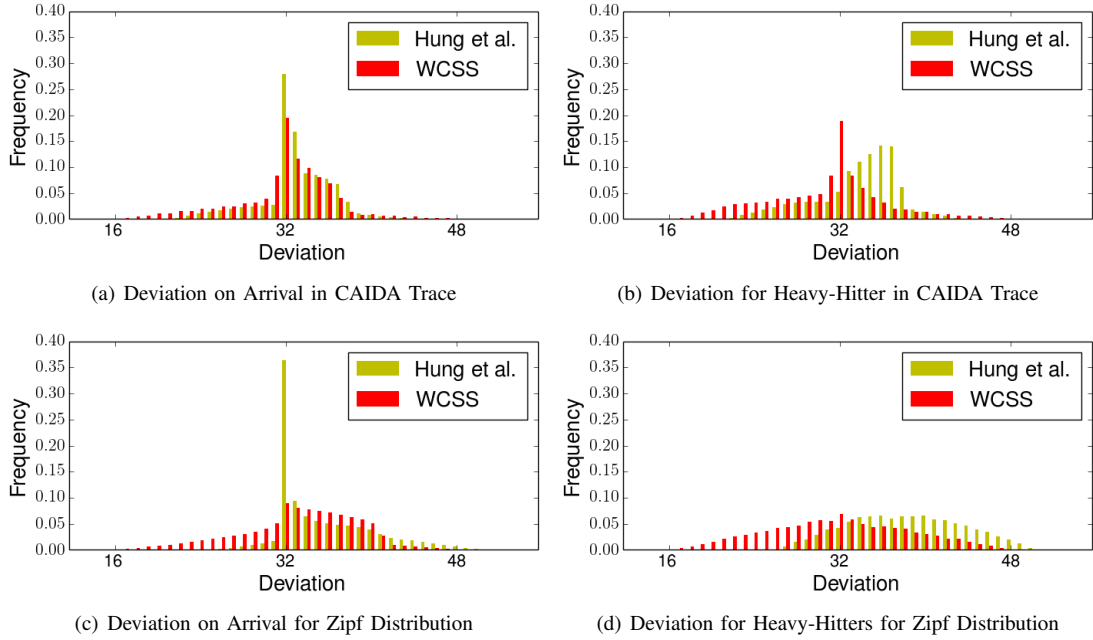 0.40
0.35
0.30
0.25
0.20
0.15
0.10
0.05
0.00
Frequency
Hung et al.
WCSS
16
32
48
Deviation
(a) Deviation on Arrival in CAIDA Trace
0.40
0.35
0.30
0.25
0.20
0.15
0.10
0.05
0.00
Frequency
Hung et al.
WCSS
16
32
48
Deviation
(b) Deviation for Heavy-Hitter in CAIDA Trace
0.40
0.35
0.30
0.25
0.20
0.15
0.10
0.05
0.00
Frequency
Hung et al.
WCSS
16
32
48
Deviation
(c) Deviation on Arrival for Zipf Distribution
0.40
0.35
0.30
0.25
0.20
0.15
0.10
0.05
0.00
Frequency
Hung et al.
WCSS
16
32
48
Deviation
(d) Deviation for Heavy-Hitters for Zipf Distribution